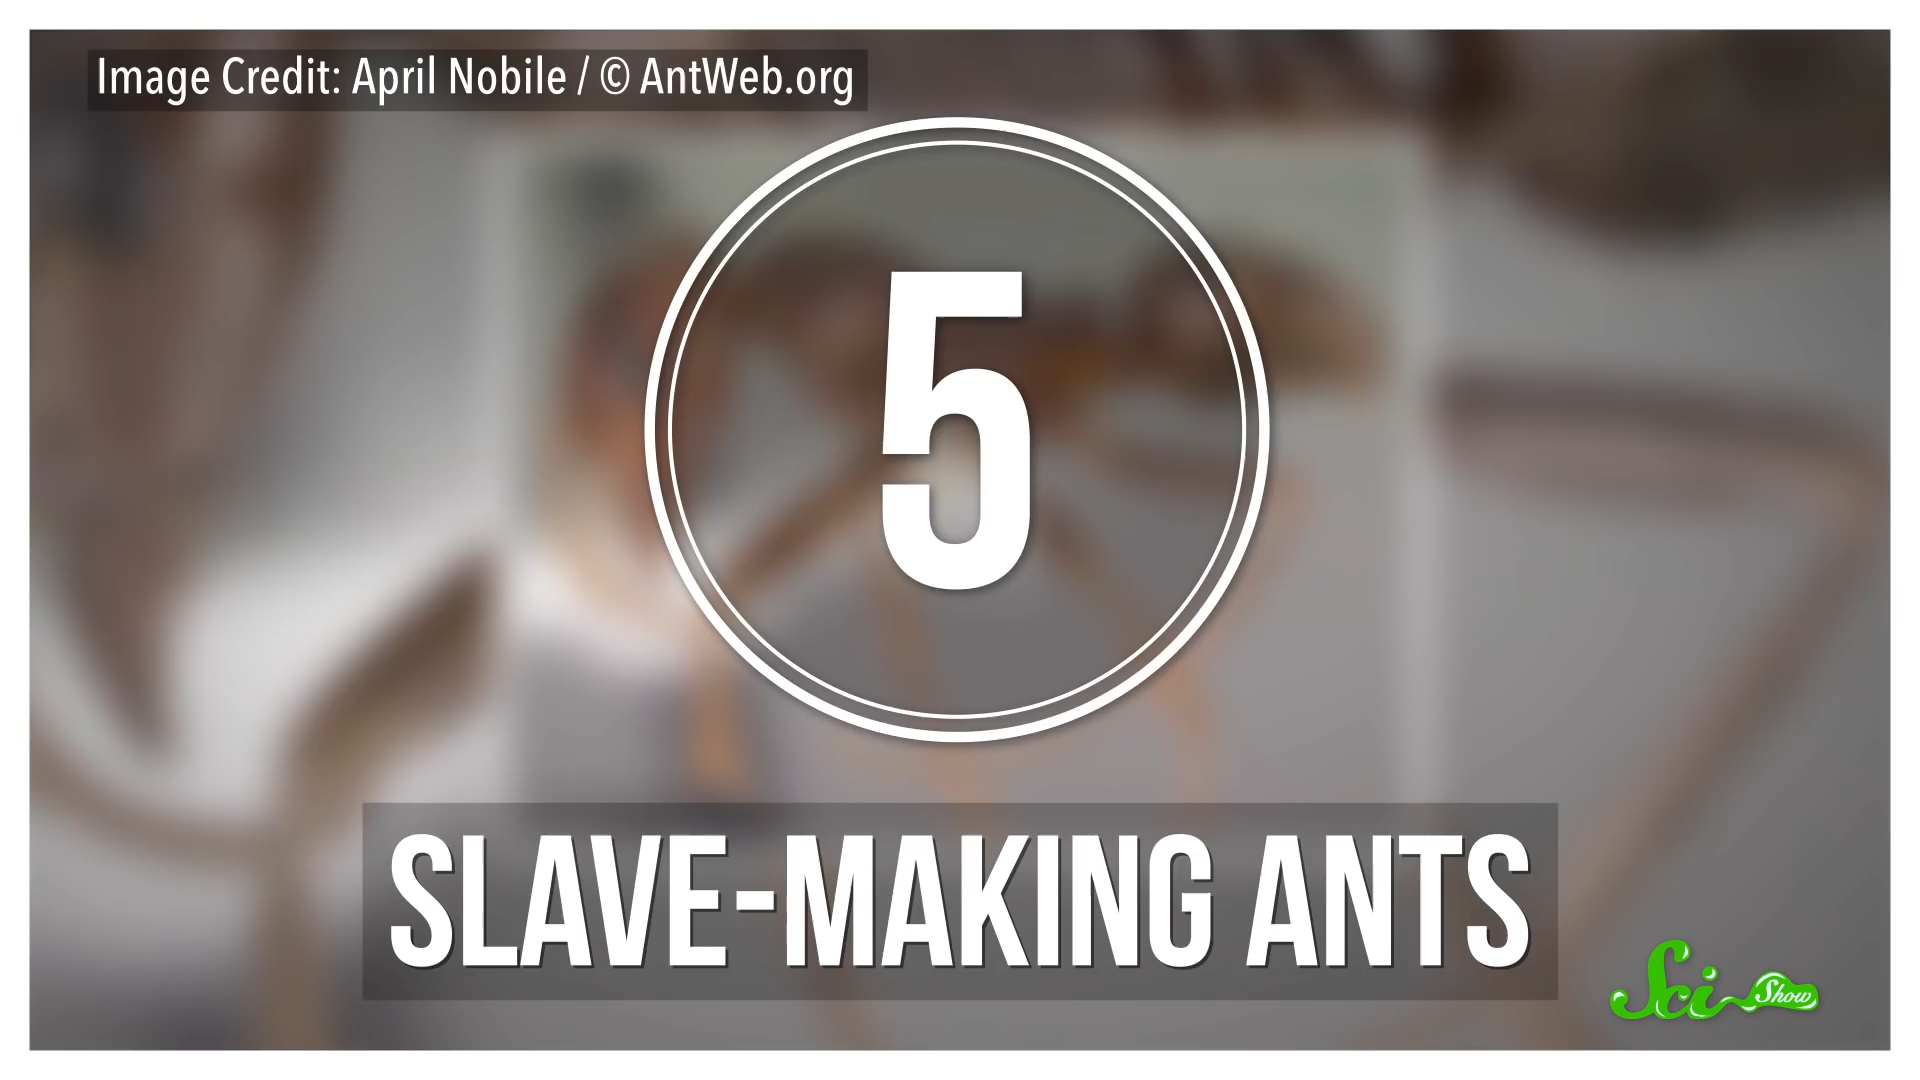 Image Credit: April Nobile / © AntWeb.org
5
SLAVE-MAKING ANTS
Sci Show